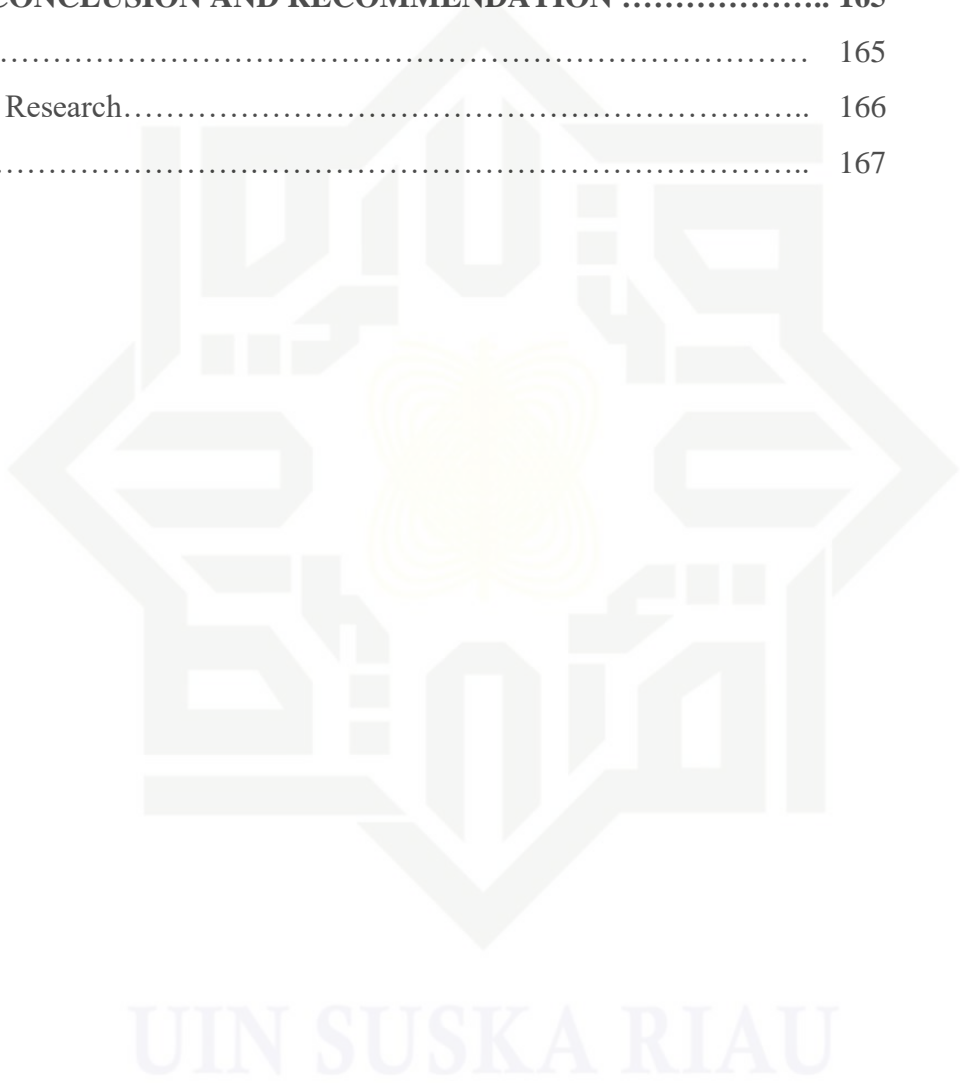 CONCLUSION AND RECOMMENDATION ……………….. 165
…………………………………………………………………… 165
Research………………………………………………………….. 166
…………………………………………………………………….. 167
UIN SUSKA RIAU